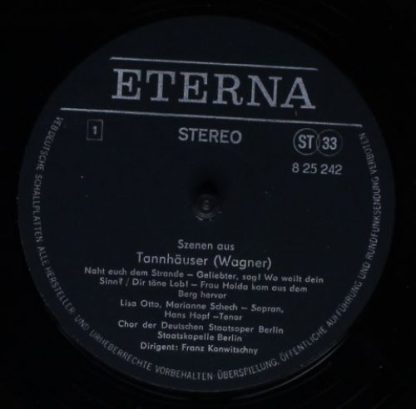 ETERNA
1
STEREO
ST 33
8 25 242
Szenen aus
Tannhäuser (Wagner)
Naht euch dem Strande – Geliebter, sag! Wo weilt dein
Sinn? / Dir töne Lob! – Frau Holda kam aus dem
Berg hervor
Lisa Otto, Marianne Schech – Sopran,
Hans Hopf – Tenor
Chor der Deutschen Staatsoper Berlin
Staatskapelle Berlin
Dirigent: Franz Konwitschny
VEB DEUTSCHE SCHALLPLATTEN ALLE HERSTELLER- UND URHEBERRECHTE VORBEHALTEN · ÜBERSPIELUNG, ÖFFENTLICHE AUFFÜHRUNG UND RUNDFUNKSENDUNG VERBOTEN